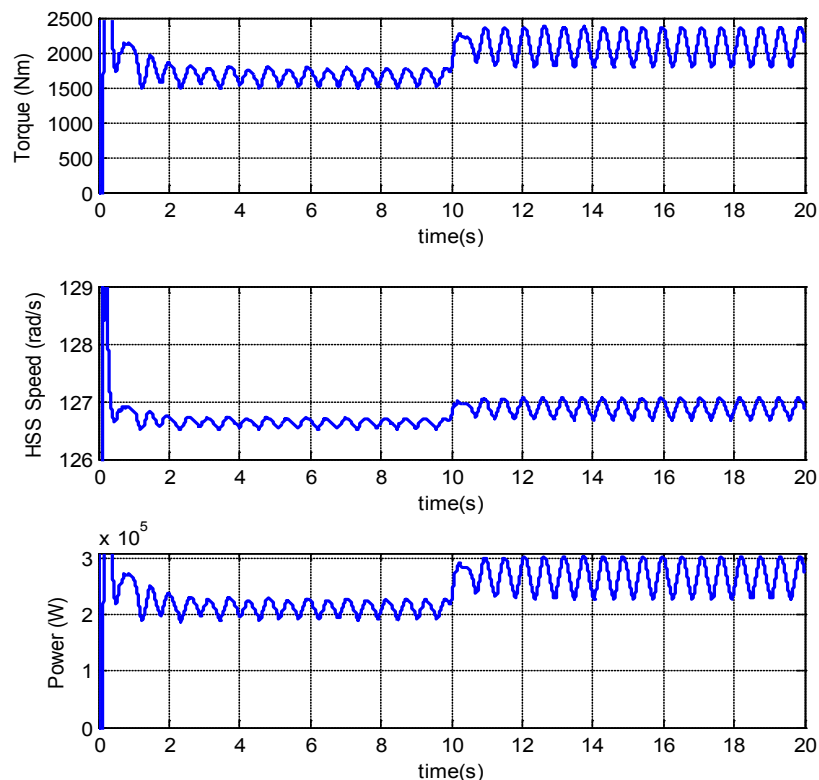 2500
2000
1500
1000
500
0
Torque (Nm)
0 2 4 6 8 10 12 14 16 18 20
time(s)
129
128
127
126
HSS Speed (rad/s)
0 2 4 6 8 10 12 14 16 18 20
time(s)
x 10^5
3
2
1
0
Power (W)
0 2 4 6 8 10 12 14 16 18 20
time(s)